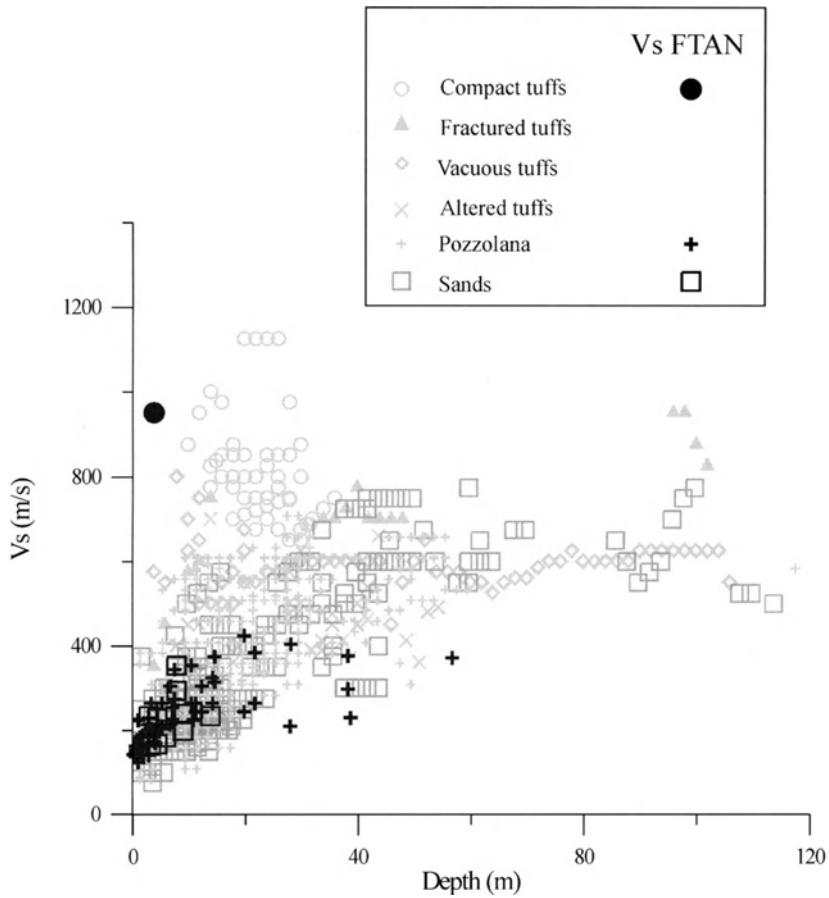 Vs FTAN
Compact tuffs
Fractured tuffs
Vacuous tuffs
Altered tuffs
Pozzolana
Sands
1200
800
400
0
Vs (m/s)
0 40 80 120
Depth (m)